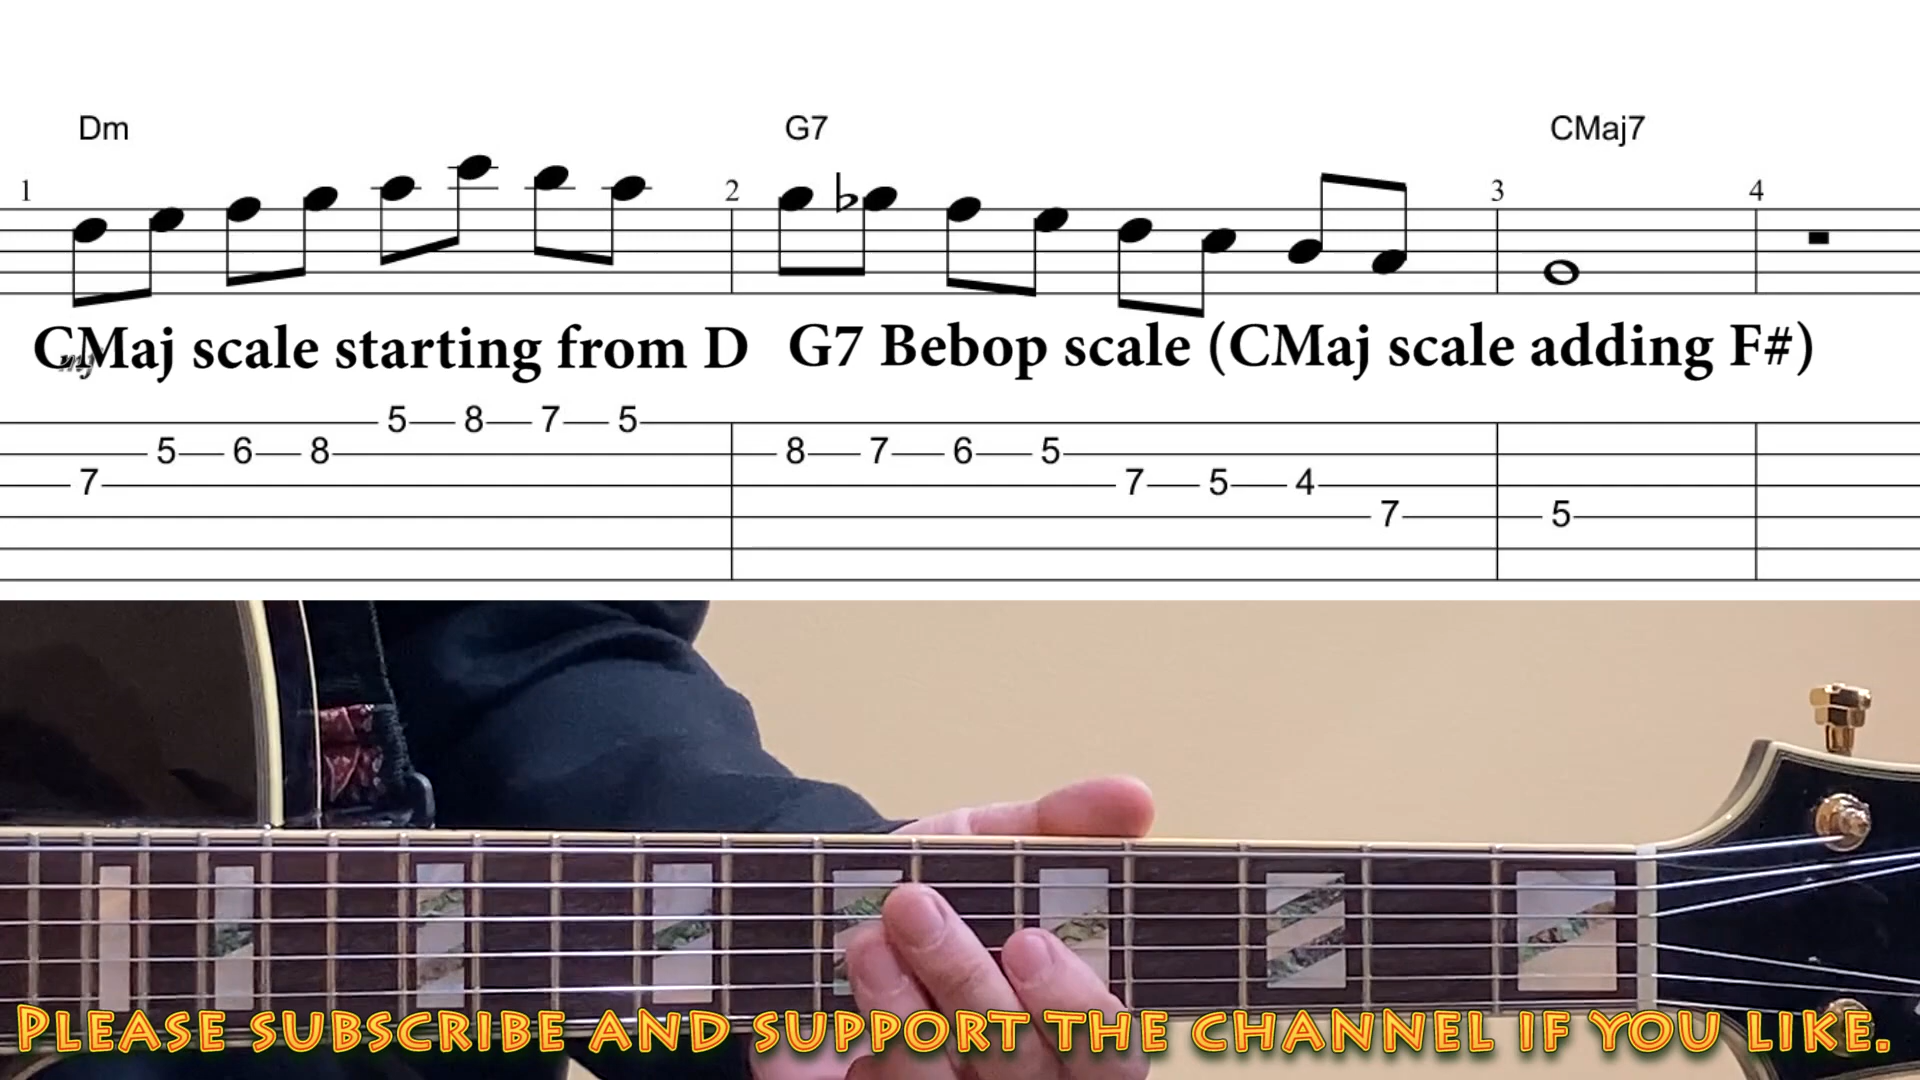 Dm G7 CMaj7
1 2 3 4
CMaj scale starting from D G7 Bebop scale (CMaj scale adding F#)
mf
5 8 7 5
5 6 8 8 7 6 5
7 7 5 4
7 5
PLEASE SUBSCRIBE AND SUPPORT THE CHANNEL IF YOU LIKE.